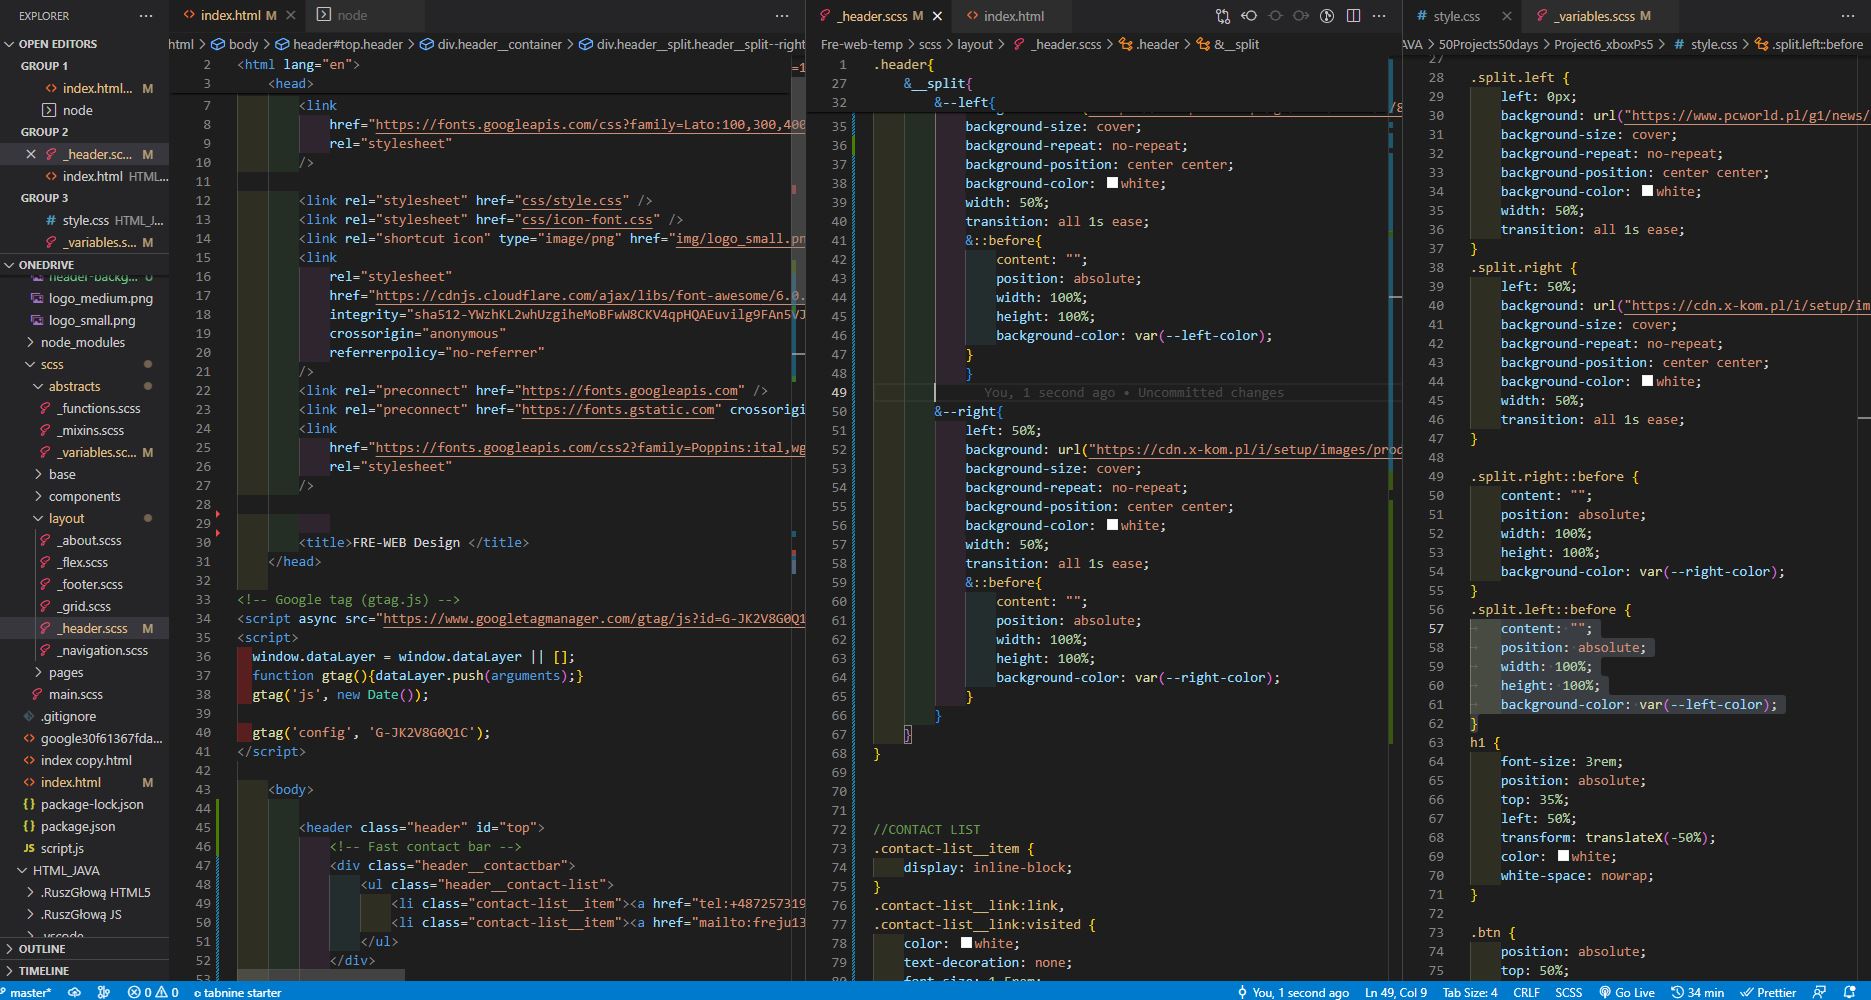 EXPLORER
OPEN EDITORS
GROUP 1
index.html... M
node
GROUP 2
_header.sc... M
index.html HTML...
GROUP 3
style.css HTML_J...
_variables.s... M
ONEDRIVE
logo_medium.png
logo_small.png
node_modules
scss
abstracts
_functions.scss
_mixins.scss
_variables.sc... M
base
components
layout
_about.scss
_flex.scss
_footer.scss
_grid.scss
_header.scss M
_navigation.scss
pages
main.scss
.gitignore
google30f61367fda...
index copy.html
index.html M
package-lock.json
package.json
script.js
HTML_JAVA
.RuszGłową HTML5
.RuszGłową JS
.vscode
OUTLINE
TIMELINE
index.html M
node
html > body > header#top.header > div.header__container > div.header__split.header__split--right
2 <html lang="en">
3 <head>
7 <link
8 href="https://fonts.googleapis.com/css?family=Lato:100,300,400
9 rel="stylesheet"
10 />
11
12 <link rel="stylesheet" href="css/style.css" />
13 <link rel="stylesheet" href="css/icon-font.css" />
14 <link rel="shortcut icon" type="image/png" href="img/logo_small.pn
15 <link
16 rel="stylesheet"
17 href="https://cdnjs.cloudflare.com/ajax/libs/font-awesome/6.0.
18 integrity="sha512-YWzhKL2whUzgiheMoBFwW8CKV4qpHQAEuvilg9FAn5VJ
19 crossorigin="anonymous"
20 referrerpolicy="no-referrer"
21 />
22 <link rel="preconnect" href="https://fonts.googleapis.com" />
23 <link rel="preconnect" href="https://fonts.gstatic.com" crossorigi
24 <link
25 href="https://fonts.googleapis.com/css2?family=Poppins:ital,wg
26 rel="stylesheet"
27 />
28
29
30 <title>FRE-WEB Design </title>
31 </head>
32
33 <!-- Google tag (gtag.js) -->
34 <script async src="https://www.googletagmanager.com/gtag/js?id=G-JK2V8G0Q1
35 <script>
36 window.dataLayer = window.dataLayer || [];
37 function gtag(){dataLayer.push(arguments);}
38 gtag('js', new Date());
39
40 gtag('config', 'G-JK2V8G0Q1C');
41 </script>
42
43 <body>
44
45 <header class="header" id="top">
46 <!-- Fast contact bar -->
47 <div class="header__contactbar">
48 <ul class="header__contact-list">
49 <li class="contact-list__item"><a href="tel:+487257319
50 <li class="contact-list__item"><a href="mailto:freju13
51 </ul>
52 </div>
53
_header.scss M
index.html
Fre-web-temp > scss > layout > _header.scss > .header > &__split
1 .header{
27 &__split{
32 &--left{
35 background-size: cover;
36 background-repeat: no-repeat;
37 background-position: center center;
38 background-color: white;
39 width: 50%;
40 transition: all 1s ease;
41 &::before{
42 content: "";
43 position: absolute;
44 width: 100%;
45 height: 100%;
46 background-color: var(--left-color);
47 }
48 }
49 You, 1 second ago • Uncommitted changes
50 &--right{
51 left: 50%;
52 background: url("https://cdn.x-kom.pl/i/setup/images/prod
53 background-size: cover;
54 background-repeat: no-repeat;
55 background-position: center center;
56 background-color: white;
57 width: 50%;
58 transition: all 1s ease;
59 &::before{
60 content: "";
61 position: absolute;
62 width: 100%;
63 height: 100%;
64 background-color: var(--right-color);
65 }
66 }
67 }
68 }
69
70
71
72 //CONTACT LIST
73 .contact-list__item {
74 display: inline-block;
75 }
76 .contact-list__link:link,
77 .contact-list__link:visited {
78 color: white;
79 text-decoration: none;
80 font-size: 1.5rem;
style.css
_variables.scss M
AVA > 50Projects50days > Project6_xboxPs5 > style.css > .split.left::before
27
28 .split.left {
29 left: 0px;
30 background: url("https://www.pcworld.pl/g1/news/
31 background-size: cover;
32 background-repeat: no-repeat;
33 background-position: center center;
34 background-color: white;
35 width: 50%;
36 transition: all 1s ease;
37 }
38 .split.right {
39 left: 50%;
40 background: url("https://cdn.x-kom.pl/i/setup/im
41 background-size: cover;
42 background-repeat: no-repeat;
43 background-position: center center;
44 background-color: white;
45 width: 50%;
46 transition: all 1s ease;
47 }
48
49 .split.right::before {
50 content: "";
51 position: absolute;
52 width: 100%;
53 height: 100%;
54 background-color: var(--right-color);
55 }
56 .split.left::before {
57 content: "";
58 position: absolute;
59 width: 100%;
60 height: 100%;
61 background-color: var(--left-color);
62 }
63 h1 {
64 font-size: 3rem;
65 position: absolute;
66 top: 35%;
67 left: 50%;
68 transform: translateX(-50%);
69 color: white;
70 white-space: nowrap;
71 }
72
73 .btn {
74 position: absolute;
75 top: 50%;
master* 0 0 tabnine starter You, 1 second ago Ln 49, Col 9 Tab Size: 4 CRLF SCSS Go Live 34 min Prettier